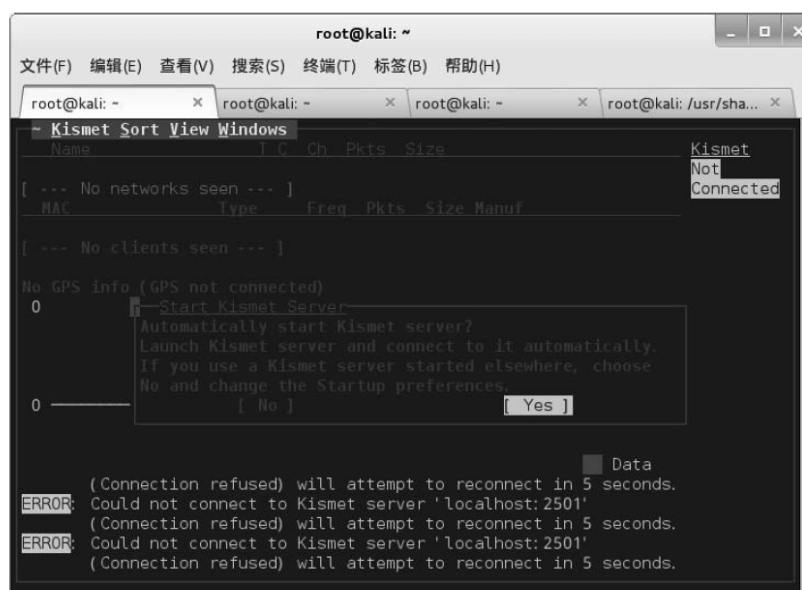 root@kali: ~
文件(F) 编辑(E) 查看(V) 搜索(S) 终端(T) 标签(B) 帮助(H)
root@kali: ~ × root@kali: ~ × root@kali: ~ × root@kali: /usr/sha... ×
~ Kismet Sort View Windows
Name T C Ch Pkts Size
Kismet
Not
Connected
[ --- No networks seen --- ]
MAC Type Freq Pkts Size Manuf
[ --- No clients seen --- ]
No GPS info (GPS not connected)
0
Start Kismet Server
Automatically start Kismet server?
Launch Kismet server and connect to it automatically.
If you use a Kismet server started elsewhere, choose
No and change the Startup preferences.
0
[ No ] [ Yes ]
Data
(Connection refused) will attempt to reconnect in 5 seconds.
ERROR: Could not connect to Kismet server 'localhost:2501'
(Connection refused) will attempt to reconnect in 5 seconds.
ERROR: Could not connect to Kismet server 'localhost:2501'
(Connection refused) will attempt to reconnect in 5 seconds.